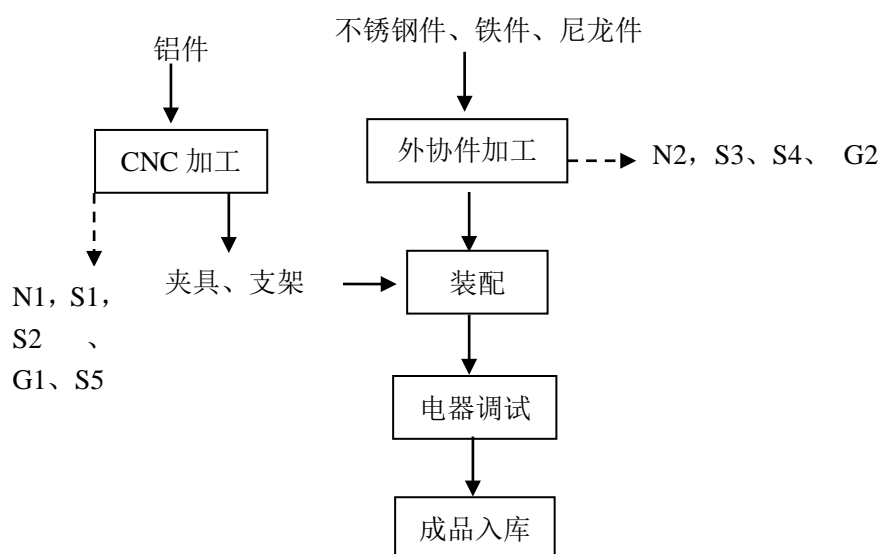 不锈钢件、铁件、尼龙件
铝件
CNC 加工
外协件加工
N2，S3、S4、 G2
夹具、支架
装配
N1，S1，
S2 、
G1、S5
电器调试
成品入库